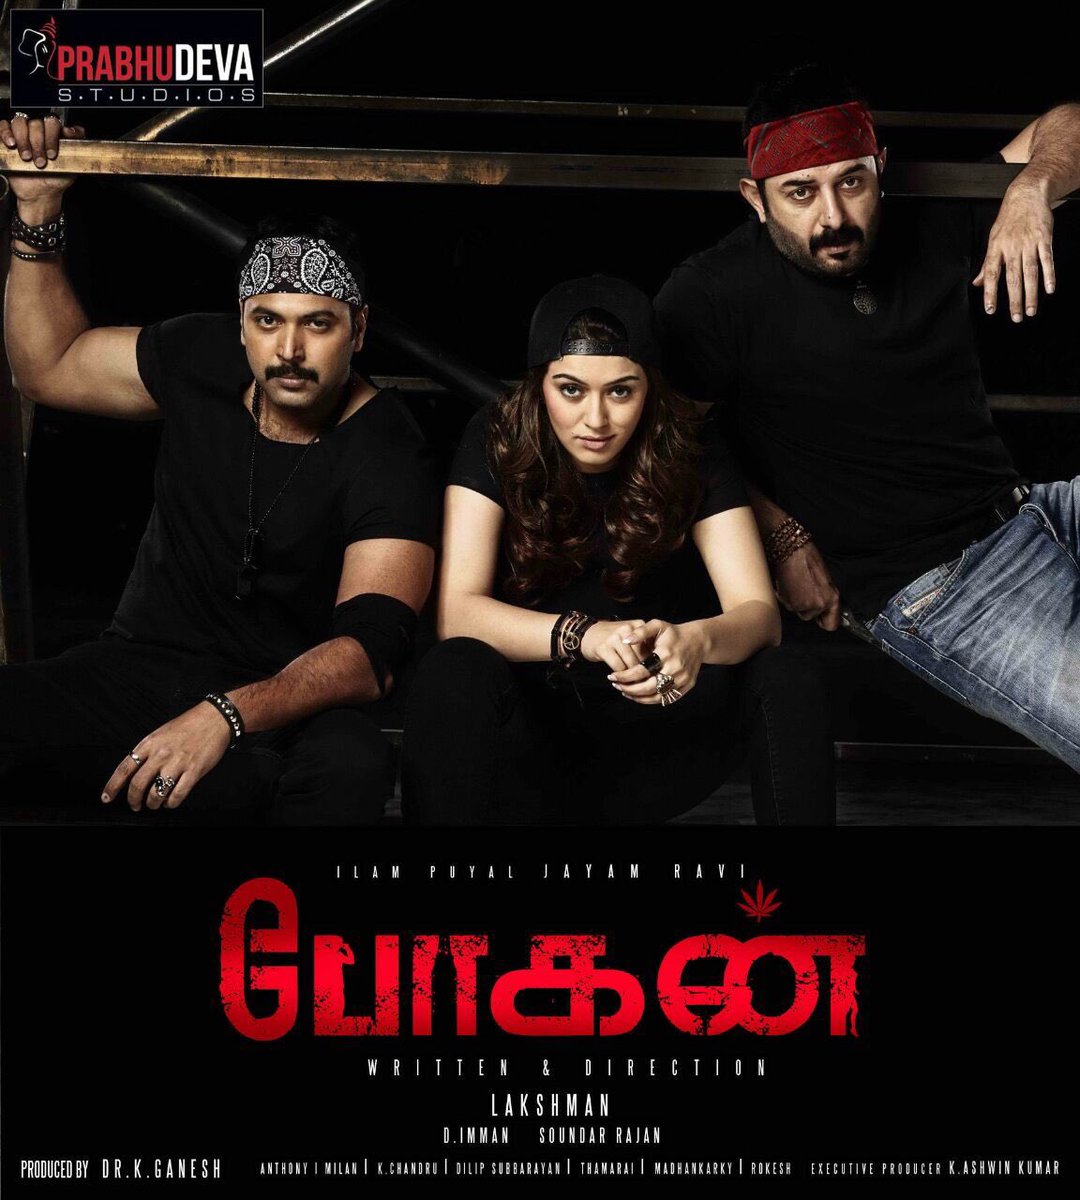 PRABHUDEVA
S.T.U.D.I.O.S
ILAM PUYAL JAYAM RAVI
போகன்
WRITTEN & DIRECTION
LAKSHMAN
D.IMMAN SOUNDAR RAJAN
PRODUCED BY DR.K.GANESH ANTHONY | MILAN | K.CHANDRU | DILIP SUBBARAYAN | THAMARAI | MADHANKARKY | ROKESH EXECUTIVE PRODUCER K.ASHWIN KUMAR